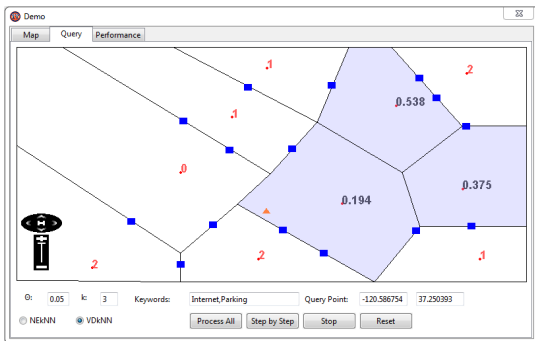 Demo
Map Query Performance
1 2
0.538
1
0 0.375
0.194
2 2 1
Θ: 0.05 k: 3 Keywords: Internet,Parking Query Point: -120.586754 37.250393
NEkNN VDkNN Process All Step by Step Stop Reset